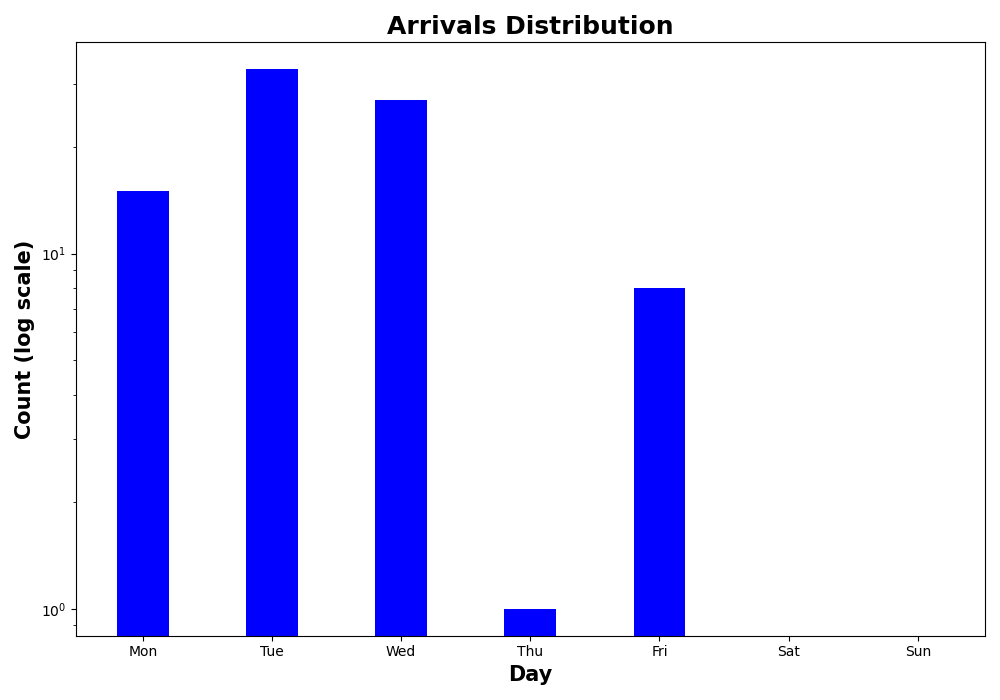 Arrivals Distribution
Count (log scale)
10¹
10⁰
Mon Tue Wed Thu Fri Sat Sun
Day